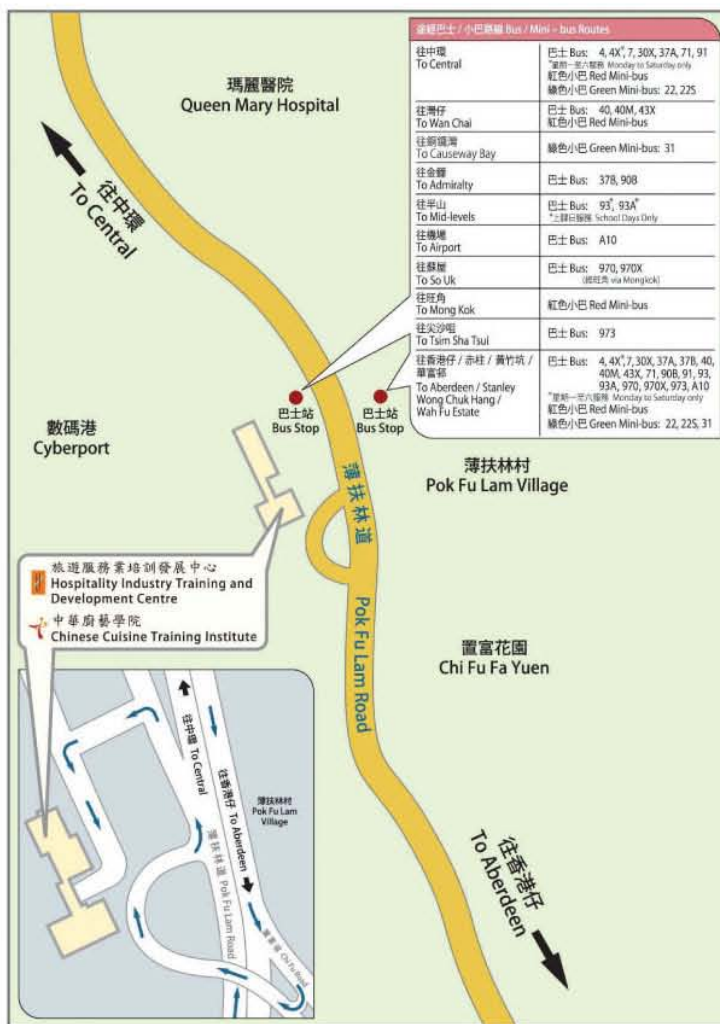 途經巴士 / 小巴路線 Bus / Mini - bus Routes
往中環
To Central
巴士 Bus: 4, 4X*, 7, 30X, 37A, 71, 91
*星期一至六服務 Monday to Saturday only
紅色小巴 Red Mini-bus
綠色小巴 Green Mini-bus: 22, 22S
往灣仔
To Wan Chai
巴士 Bus: 40, 40M, 43X
紅色小巴 Red Mini-bus
往銅鑼灣
To Causeway Bay
綠色小巴 Green Mini-bus: 31
往金鐘
To Admiralty
巴士 Bus: 37B, 90B
往半山
To Mid-levels
巴士 Bus: 93*, 93A*
*上課日服務 School Days Only
往機場
To Airport
巴士 Bus: A10
往蘇屋
To So Uk
巴士 Bus: 970, 970X
(經旺角 via Mongkok)
往旺角
To Mong Kok
紅色小巴 Red Mini-bus
往尖沙咀
To Tsim Sha Tsui
巴士 Bus: 973
往香港仔 / 赤柱 / 黃竹坑 /
華富邨
To Aberdeen / Stanley
Wong Chuk Hang /
Wah Fu Estate
巴士 Bus: 4, 4X*, 7, 30X, 37A, 37B, 40,
40M, 43X, 71, 90B, 91, 93,
93A, 970, 970X, 973, A10
*星期一至六服務 Monday to Saturday only
紅色小巴 Red Mini-bus
綠色小巴 Green Mini-bus: 22, 22S, 31
瑪麗醫院
Queen Mary Hospital
往中環
To Central
巴士站
Bus Stop
巴士站
Bus Stop
數碼港
Cyberport
薄扶林村
Pok Fu Lam Village
薄扶林道
Pok Fu Lam Road
旅遊服務業培訓發展中心
Hospitality Industry Training and
Development Centre
中華廚藝學院
Chinese Cuisine Training Institute
置富花園
Chi Fu Fa Yuen
往中環 To Central
往香港仔 To Aberdeen
薄扶林村
Pok Fu Lam
Village
薄扶林道 Pok Fu Lam Road
置富道 Chi Fu Road
往香港仔
To Aberdeen